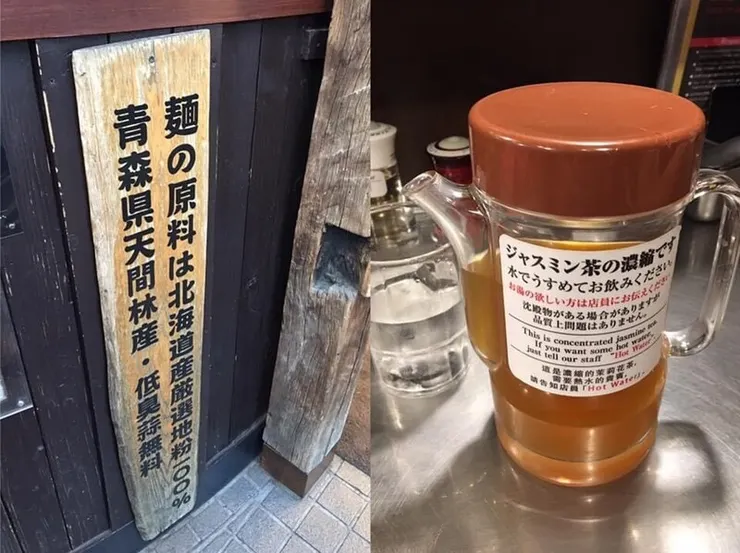 麺の原料は北海道産厳選地粉一〇〇%
青森県天間林産・低臭蒜無料
ジャスミン茶の濃縮です
水でうすめてお飲みください。
お湯の欲しい方は店員にお伝えください
沈殿物がある場合がありますが
品質上問題はありません。
This is concentrated jasmine tea.
If you want some hot water,
just tell our staff "Hot Water".
這是濃縮的茉莉花茶,
需要熱水的貴賓,
請告知店員「Hot Water」。